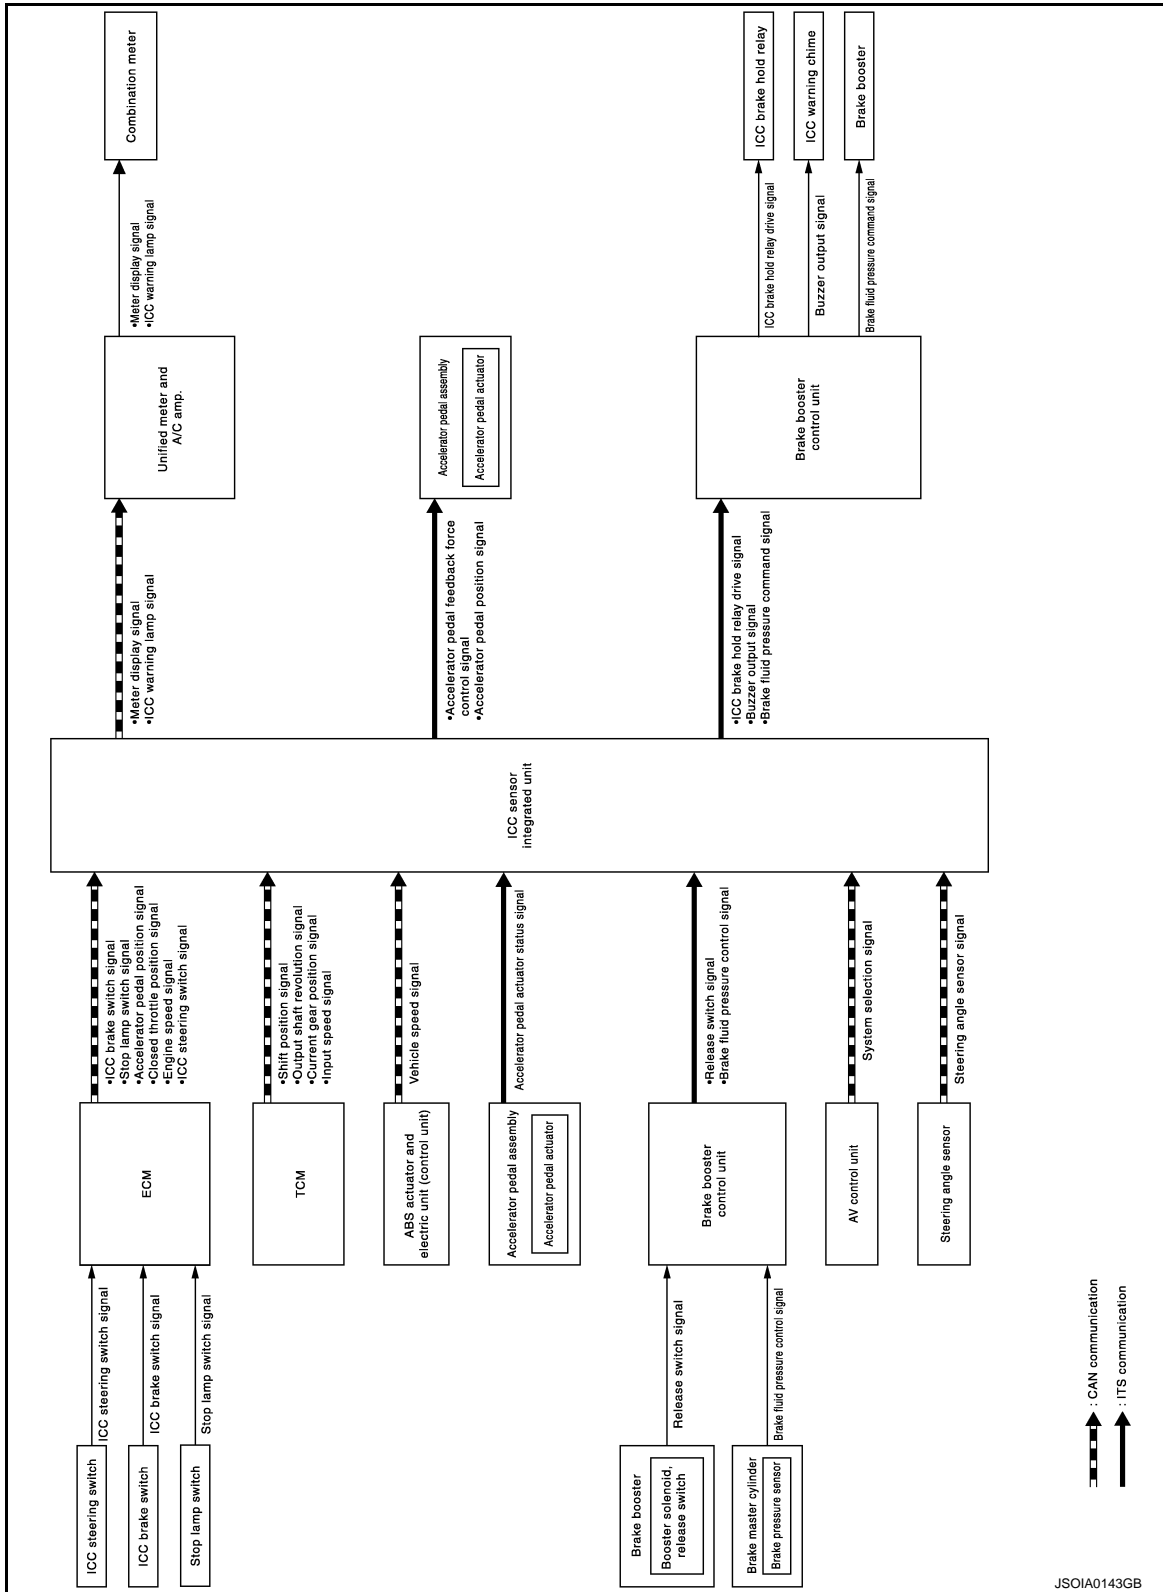 ICC steering switch
ICC brake switch
Stop lamp switch
ICC steering switch signal
ICC brake switch signal
Stop lamp switch signal
ECM
•ICC brake switch signal
•Stop lamp switch signal
•Accelerator pedal position signal
•Closed throttle position signal
•Engine speed signal
•ICC steering switch signal
TCM
•Shift position signal
•Output shaft revolution signal
•Current gear position signal
•Input speed signal
ABS actuator and
electric unit (control unit)
Vehicle speed signal
Accelerator pedal assembly
Accelerator pedal actuator
Accelerator pedal actuator status signal
Brake booster
Booster solenoid,
release switch
Release switch signal
Brake master cylinder
Brake pressure sensor
Brake fluid pressure control signal
Brake booster
control unit
•Release switch signal
•Brake fluid pressure control signal
AV control unit
System selection signal
Steering angle sensor
Steering angle sensor signal
ICC sensor
integrated unit
•Meter display signal
•ICC warning lamp signal
Unified meter and
A/C amp.
•Meter display signal
•ICC warning lamp signal
Combination meter
•Accelerator pedal feedback force
control signal
•Accelerator pedal position signal
Accelerator pedal assembly
Accelerator pedal actuator
•ICC brake hold relay drive signal
•Buzzer output signal
•Brake fluid pressure command signal
Brake booster
control unit
ICC brake hold relay drive signal
Buzzer output signal
Brake fluid pressure command signal
ICC brake hold relay
ICC warning chime
Brake booster
: CAN communication
: ITS communication
JSOIA0143GB